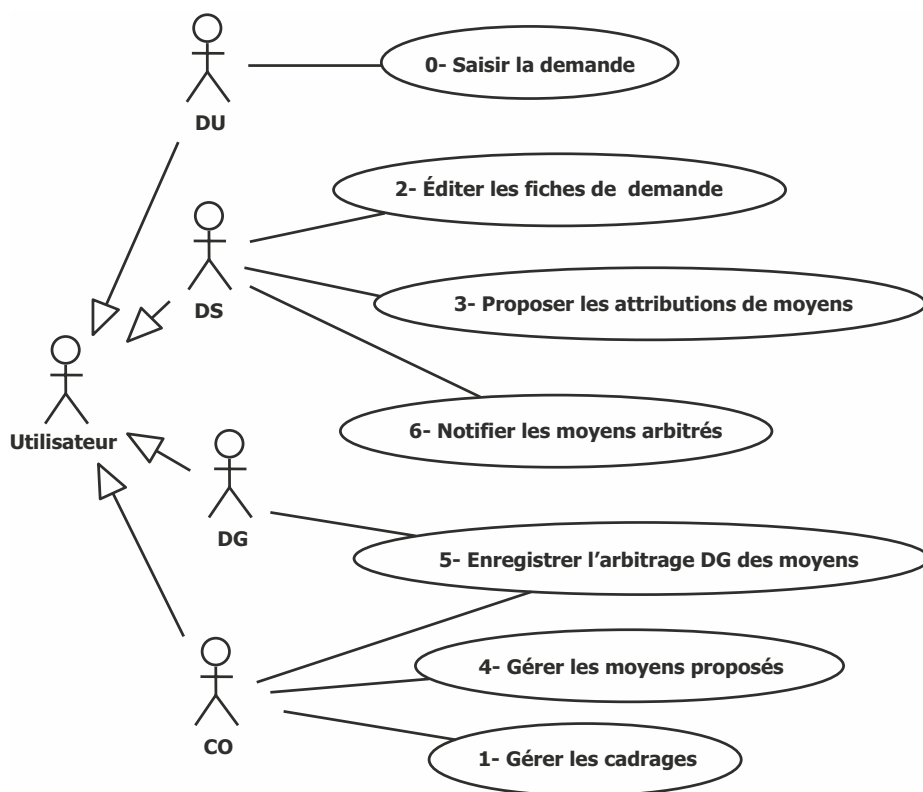 0- Saisir la demande
DU
2- Éditer les fiches de demande
3- Proposer les attributions de moyens
DS
6- Notifier les moyens arbitrés
Utilisateur
DG
5- Enregistrer l'arbitrage DG des moyens
4- Gérer les moyens proposés
CO
1- Gérer les cadrages